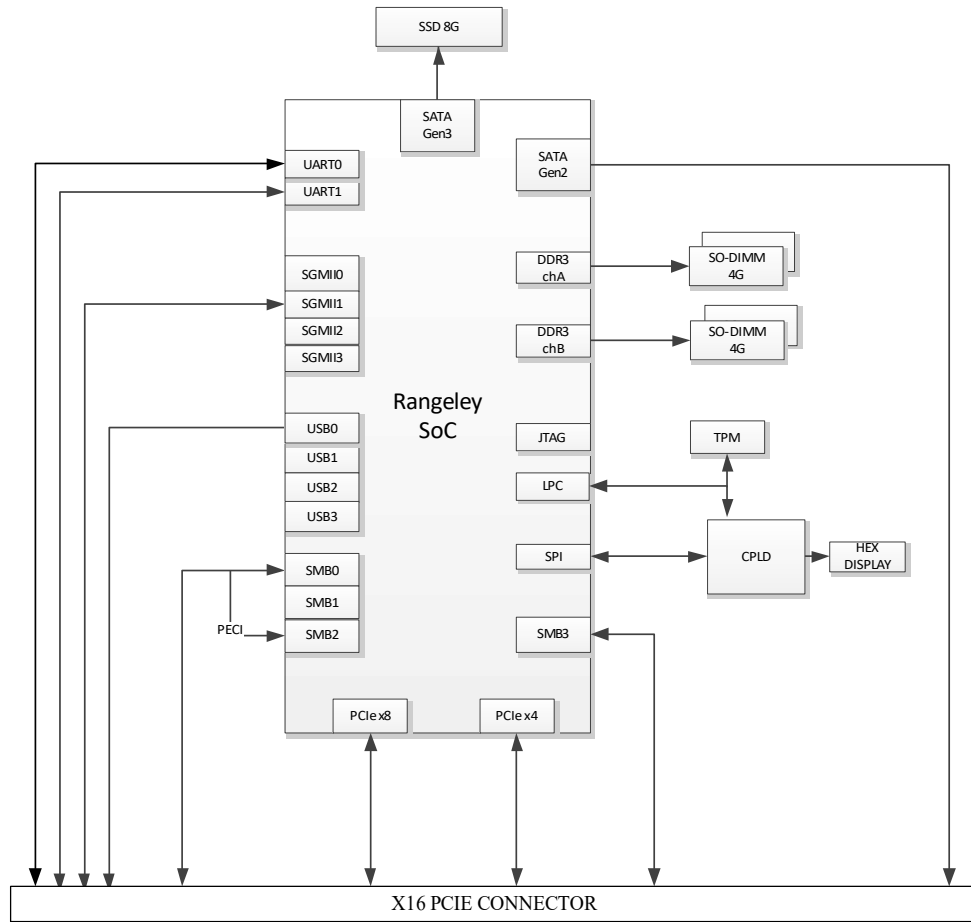 SSD 8G
SATA
Gen3
SATA
Gen2
UART0
UART1
SGMII0
SGMII1
SGMII2
SGMII3
DDR3
chA
SO-DIMM
4G
DDR3
chB
SO-DIMM
4G
Rangeley
SoC
USB0
USB1
USB2
USB3
JTAG
LPC
TPM
SPI
CPLD
HEX
DISPLAY
SMB0
SMB1
PECI
SMB2
SMB3
PCIe x8
PCIe x4
X16 PCIE CONNECTOR